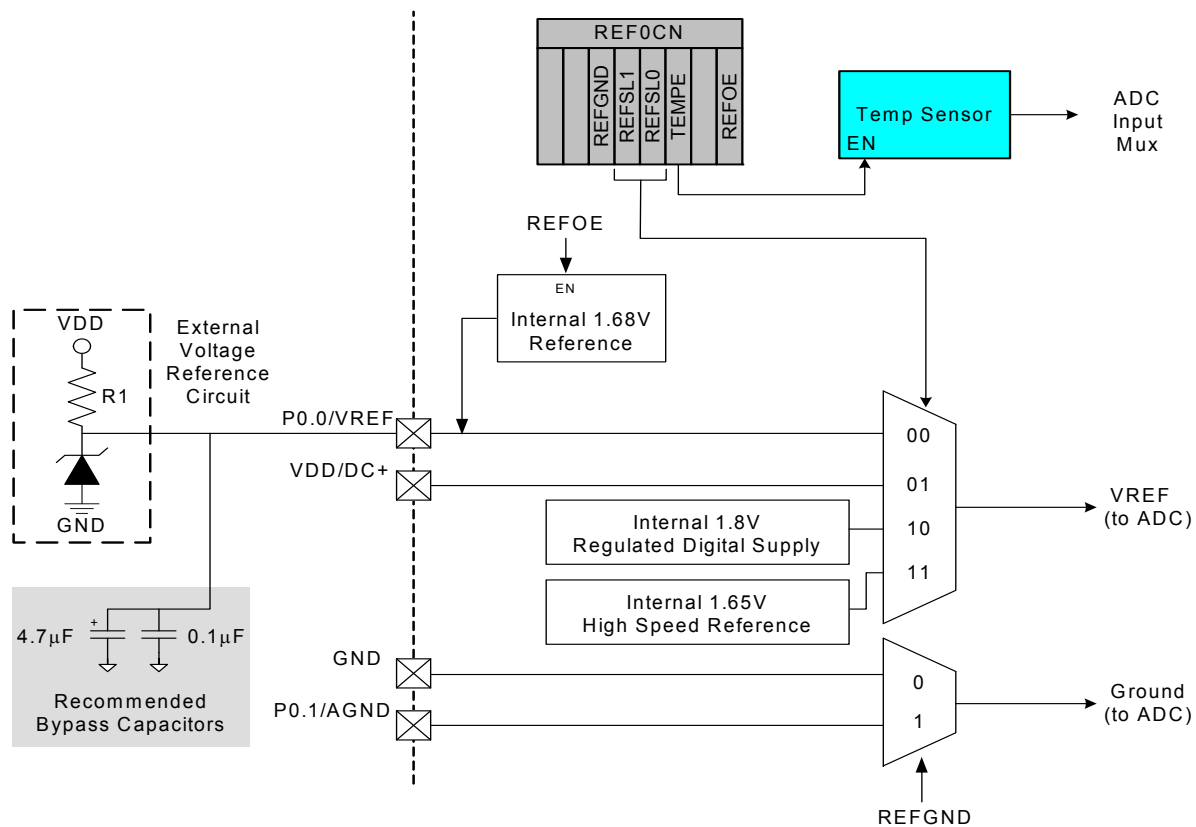 REF0CN
REFGND
REFSL1
REFSL0
TEMPE
REFOE
Temp Sensor
EN
ADC
Input
Mux
REFOE
EN
Internal 1.68V
Reference
VDD
R1
GND
External
Voltage
Reference
Circuit
P0.0/VREF
VDD/DC+
00
01
10
11
Internal 1.8V
Regulated Digital Supply
Internal 1.65V
High Speed Reference
VREF
(to ADC)
4.7μF
+
0.1μF
Recommended
Bypass Capacitors
GND
P0.1/AGND
0
1
Ground
(to ADC)
REFGND